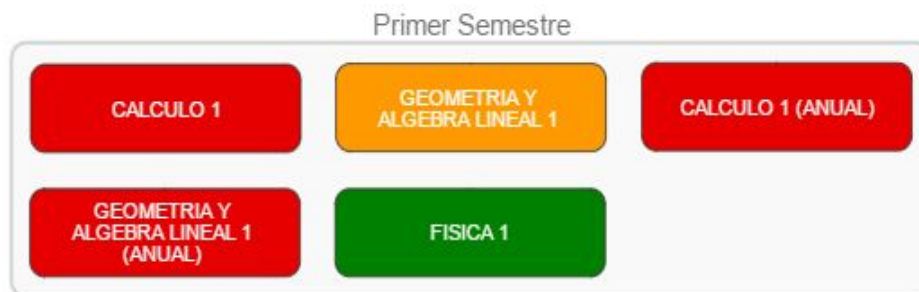 Primer Semestre
CALCULO 1
GEOMETRIA Y
ALGEBRA LINEAL 1
CALCULO 1 (ANUAL)
GEOMETRIA Y
ALGEBRA LINEAL 1
(ANUAL)
FISICA 1